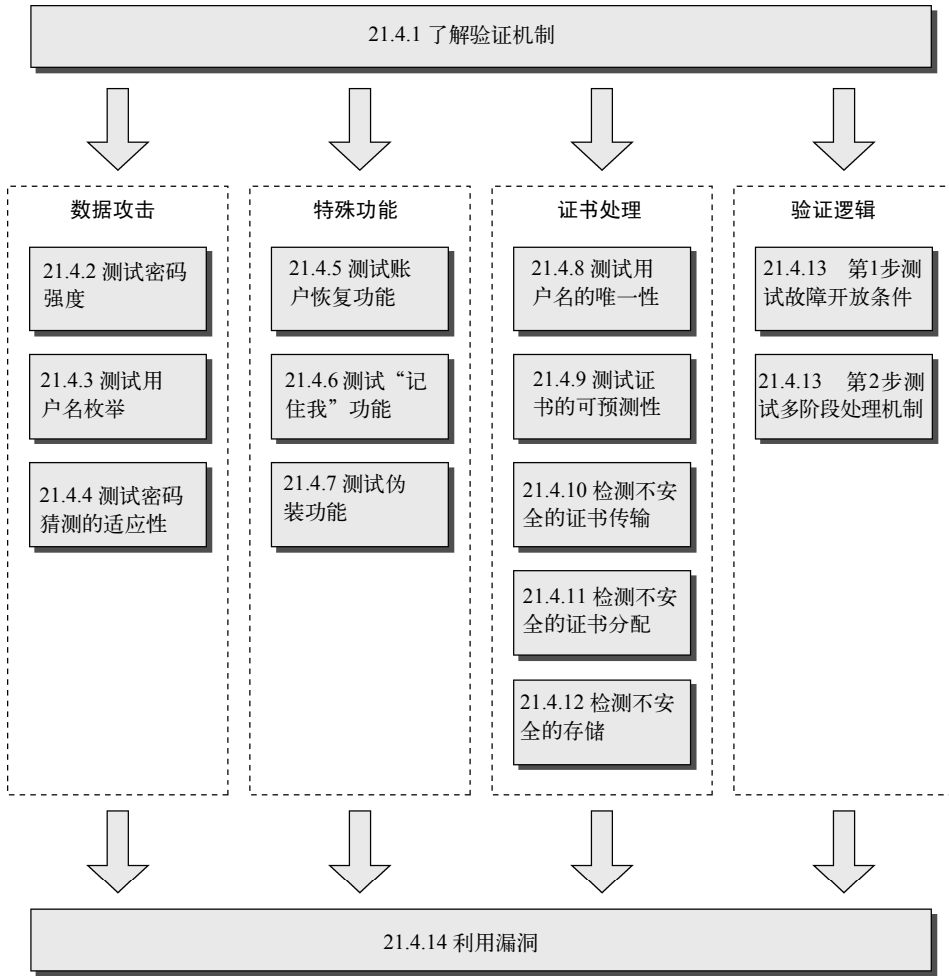 21.4.1 了解验证机制
数据攻击
21.4.2 测试密码
强度
21.4.3 测试用
户名枚举
21.4.4 测试密码
猜测的适应性
特殊功能
21.4.5 测试账
户恢复功能
21.4.6 测试“记
住我”功能
21.4.7 测试伪
装功能
证书处理
21.4.8 测试用
户名的唯一性
21.4.9 测试证
书的可预测性
21.4.10 检测不安
全的证书传输
21.4.11 检测不安
全的证书分配
21.4.12 检测不安
全的存储
验证逻辑
21.4.13 第1步测
试故障开放条件
21.4.13 第2步测
试多阶段处理机制
21.4.14 利用漏洞